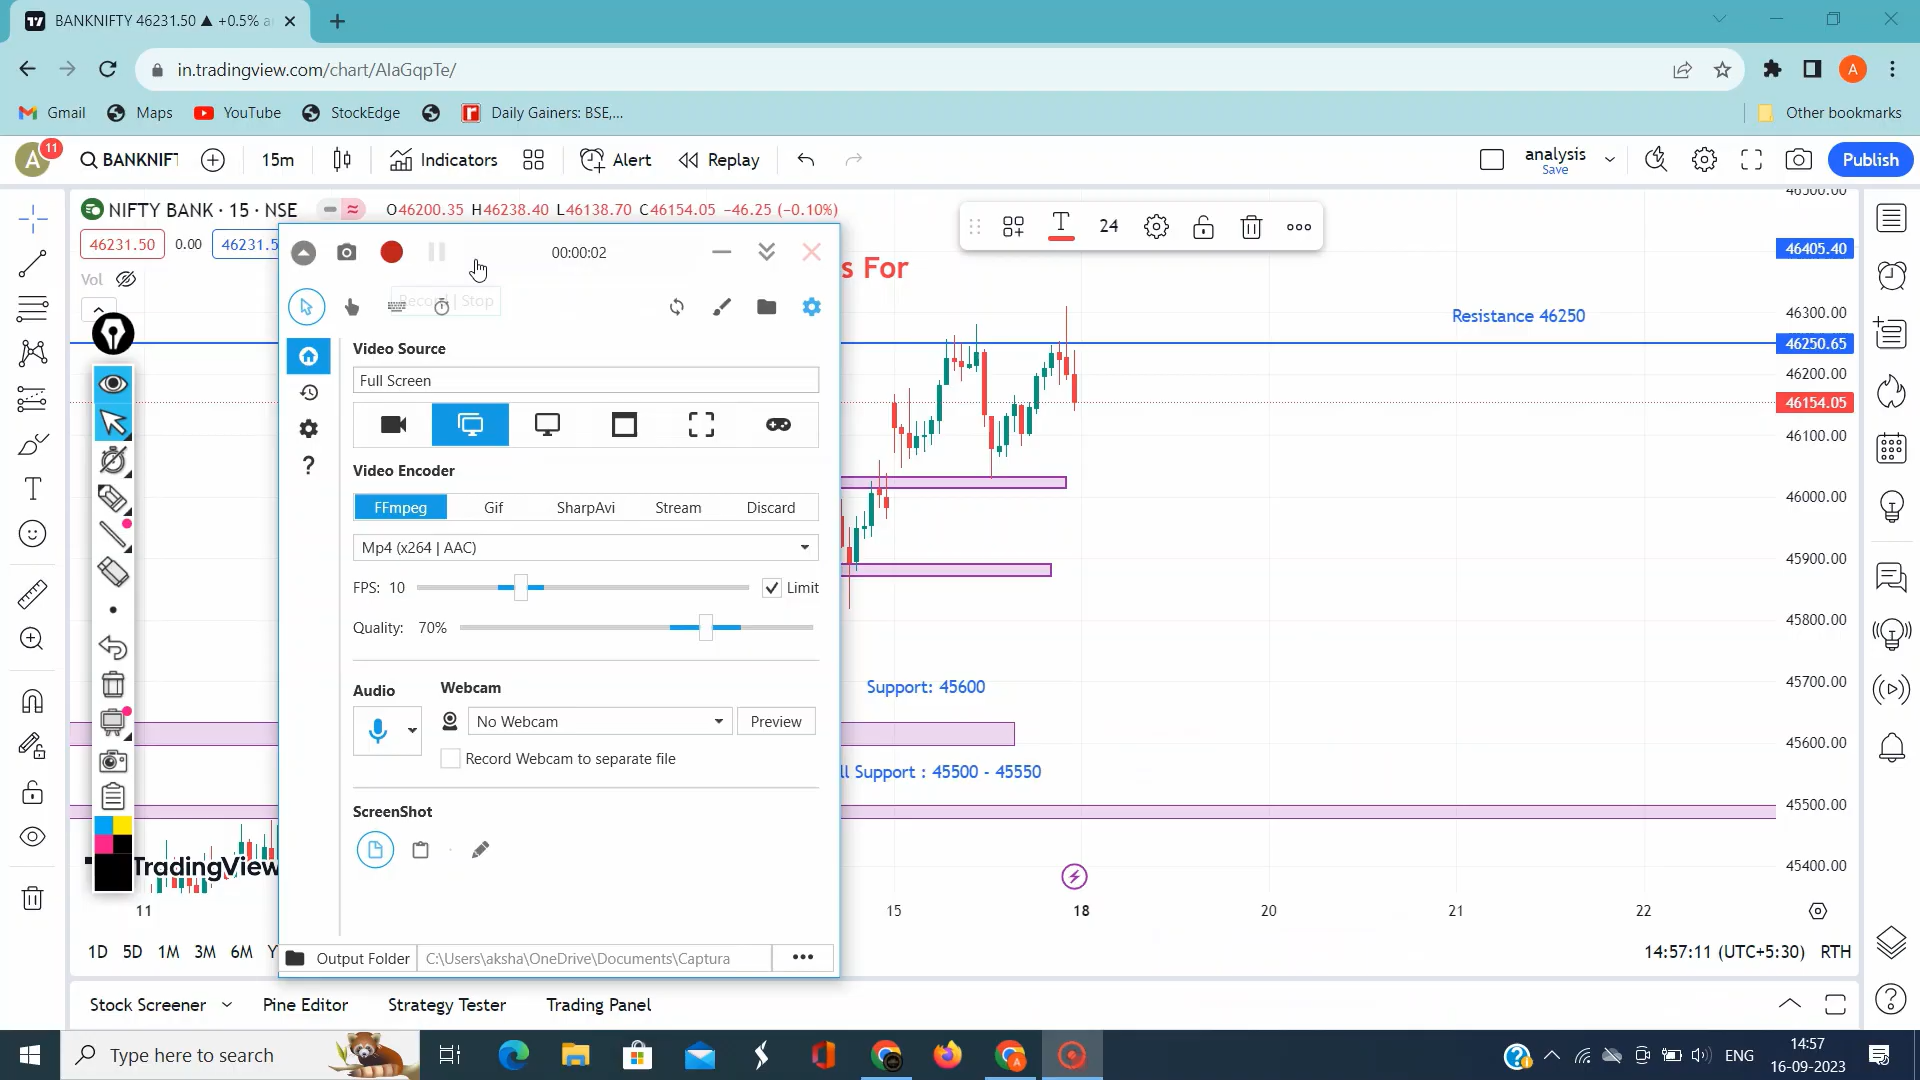 BANKNIFTY 46231.50 ▲ +0.5% a
in.tradingview.com/chart/AIaGqpTe/
A
Gmail
Maps
YouTube
StockEdge
Daily Gainers: BSE,...
Other bookmarks
A
11
BANKNIFT
15m
Indicators
Alert
Replay
analysis
Save
Publish
NIFTY BANK · 15 · NSE
O46200.35 H46238.40 L46138.70 C46154.05 −46.25 (−0.10%)
46231.50
0.00
46231.5
Vol
24
s For
00:00:02
Record | Stop
Video Source
Full Screen
Video Encoder
FFmpeg
Gif
SharpAvi
Stream
Discard
Mp4 (x264 | AAC)
FPS: 10
Limit
Quality: 70%
Audio
Webcam
No Webcam
Preview
Record Webcam to separate file
ScreenShot
Output Folder
C:\Users\aksha\OneDrive\Documents\Captura
Resistance 46250
Support: 45600
ll Support : 45500 - 45550
46500.00
46405.40
46300.00
46250.65
46200.00
46154.05
46100.00
46000.00
45900.00
45800.00
45700.00
45600.00
45500.00
45400.00
TradingView
11
15
18
20
21
22
1D
5D
1M
3M
6M
Y
14:57:11 (UTC+5:30)
RTH
Stock Screener
Pine Editor
Strategy Tester
Trading Panel
Type here to search
ENG
14:57
16-09-2023